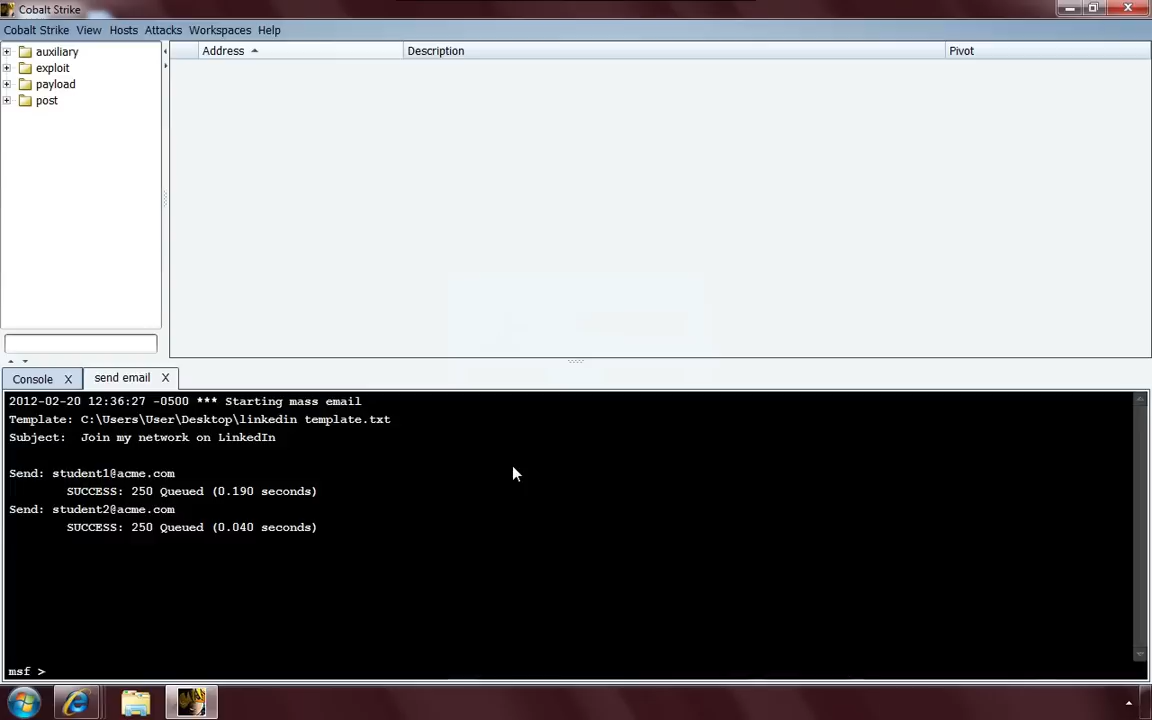 Cobalt Strike
Cobalt Strike View Hosts Attacks Workspaces Help
auxiliary
exploit
payload
post
Address Description Pivot
Console X send email X
2012-02-20 12:36:27 -0500 *** Starting mass email
Template: C:\Users\User\Desktop\linkedin template.txt
Subject: Join my network on LinkedIn
Send: student1@acme.com
SUCCESS: 250 Queued (0.190 seconds)
Send: student2@acme.com
SUCCESS: 250 Queued (0.040 seconds)
msf >